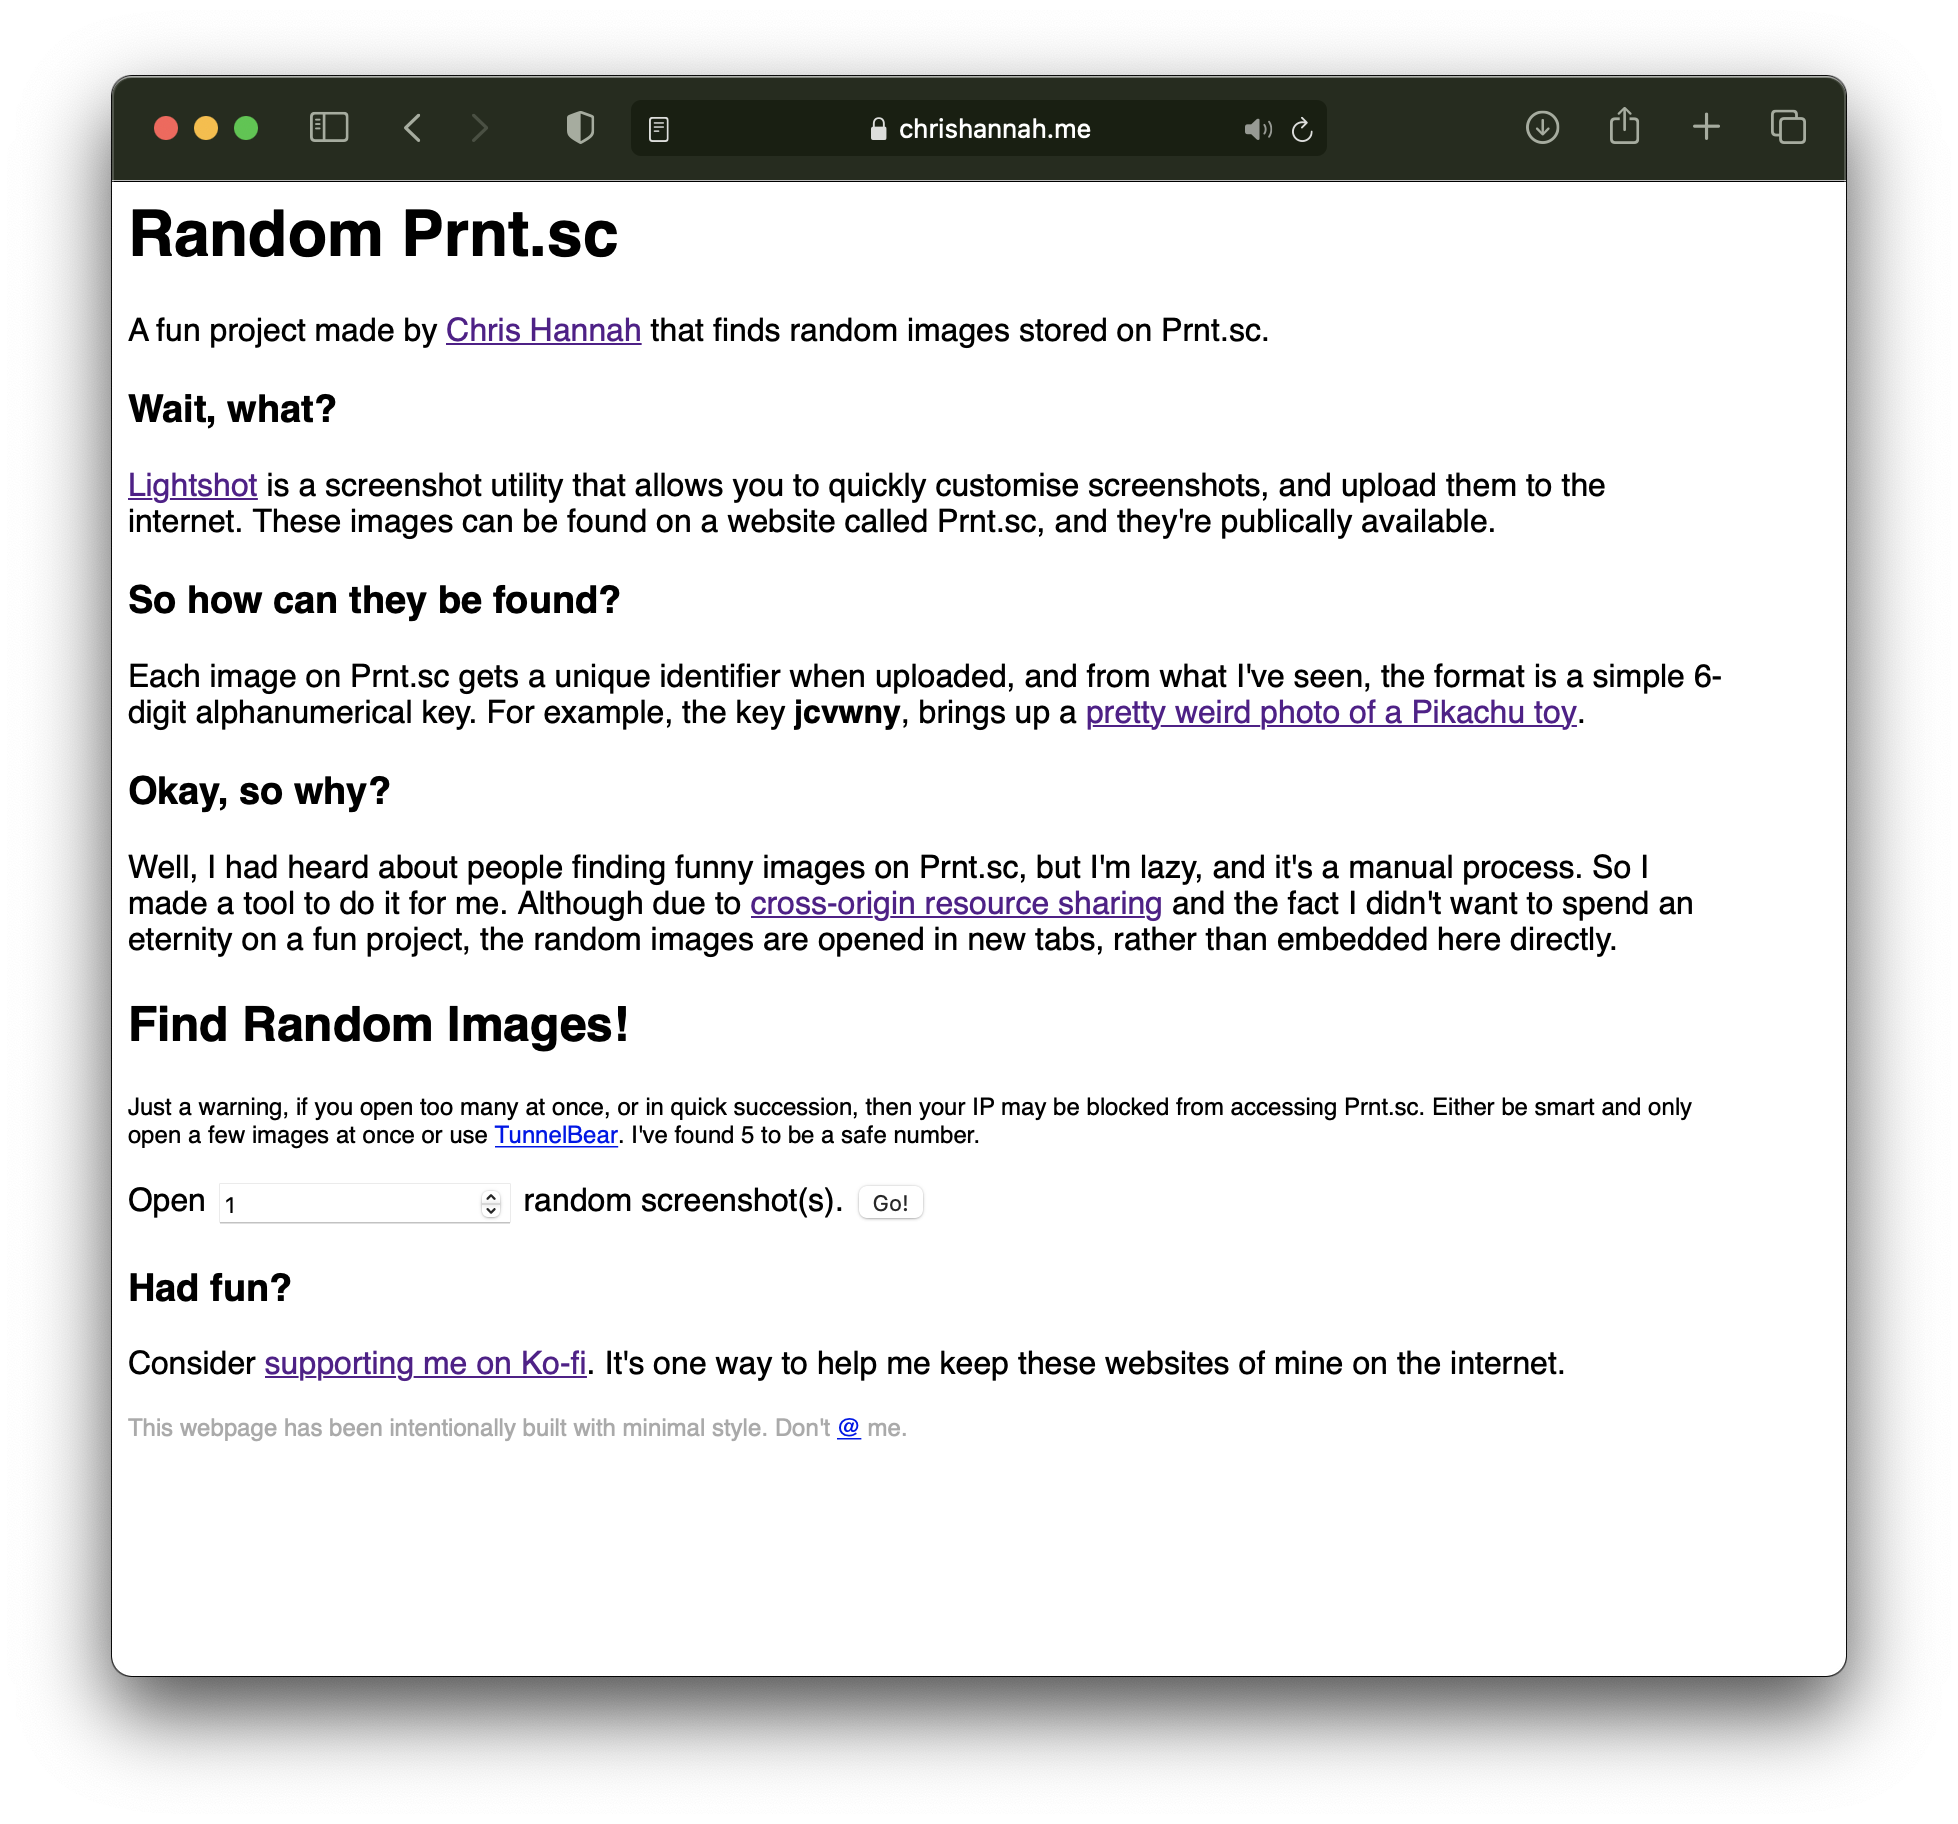 chrishannah.me
Random Prnt.sc
A fun project made by Chris Hannah that finds random images stored on Prnt.sc.
Wait, what?
Lightshot is a screenshot utility that allows you to quickly customise screenshots, and upload them to the
internet. These images can be found on a website called Prnt.sc, and they're publically available.
So how can they be found?
Each image on Prnt.sc gets a unique identifier when uploaded, and from what I've seen, the format is a simple 6-
digit alphanumerical key. For example, the key jcvwny, brings up a pretty weird photo of a Pikachu toy.
Okay, so why?
Well, I had heard about people finding funny images on Prnt.sc, but I'm lazy, and it's a manual process. So I
made a tool to do it for me. Although due to cross-origin resource sharing and the fact I didn't want to spend an
eternity on a fun project, the random images are opened in new tabs, rather than embedded here directly.
Find Random Images!
Just a warning, if you open too many at once, or in quick succession, then your IP may be blocked from accessing Prnt.sc. Either be smart and only
open a few images at once or use TunnelBear. I've found 5 to be a safe number.
Open 1 random screenshot(s). Go!
Had fun?
Consider supporting me on Ko-fi. It's one way to help me keep these websites of mine on the internet.
This webpage has been intentionally built with minimal style. Don't @ me.